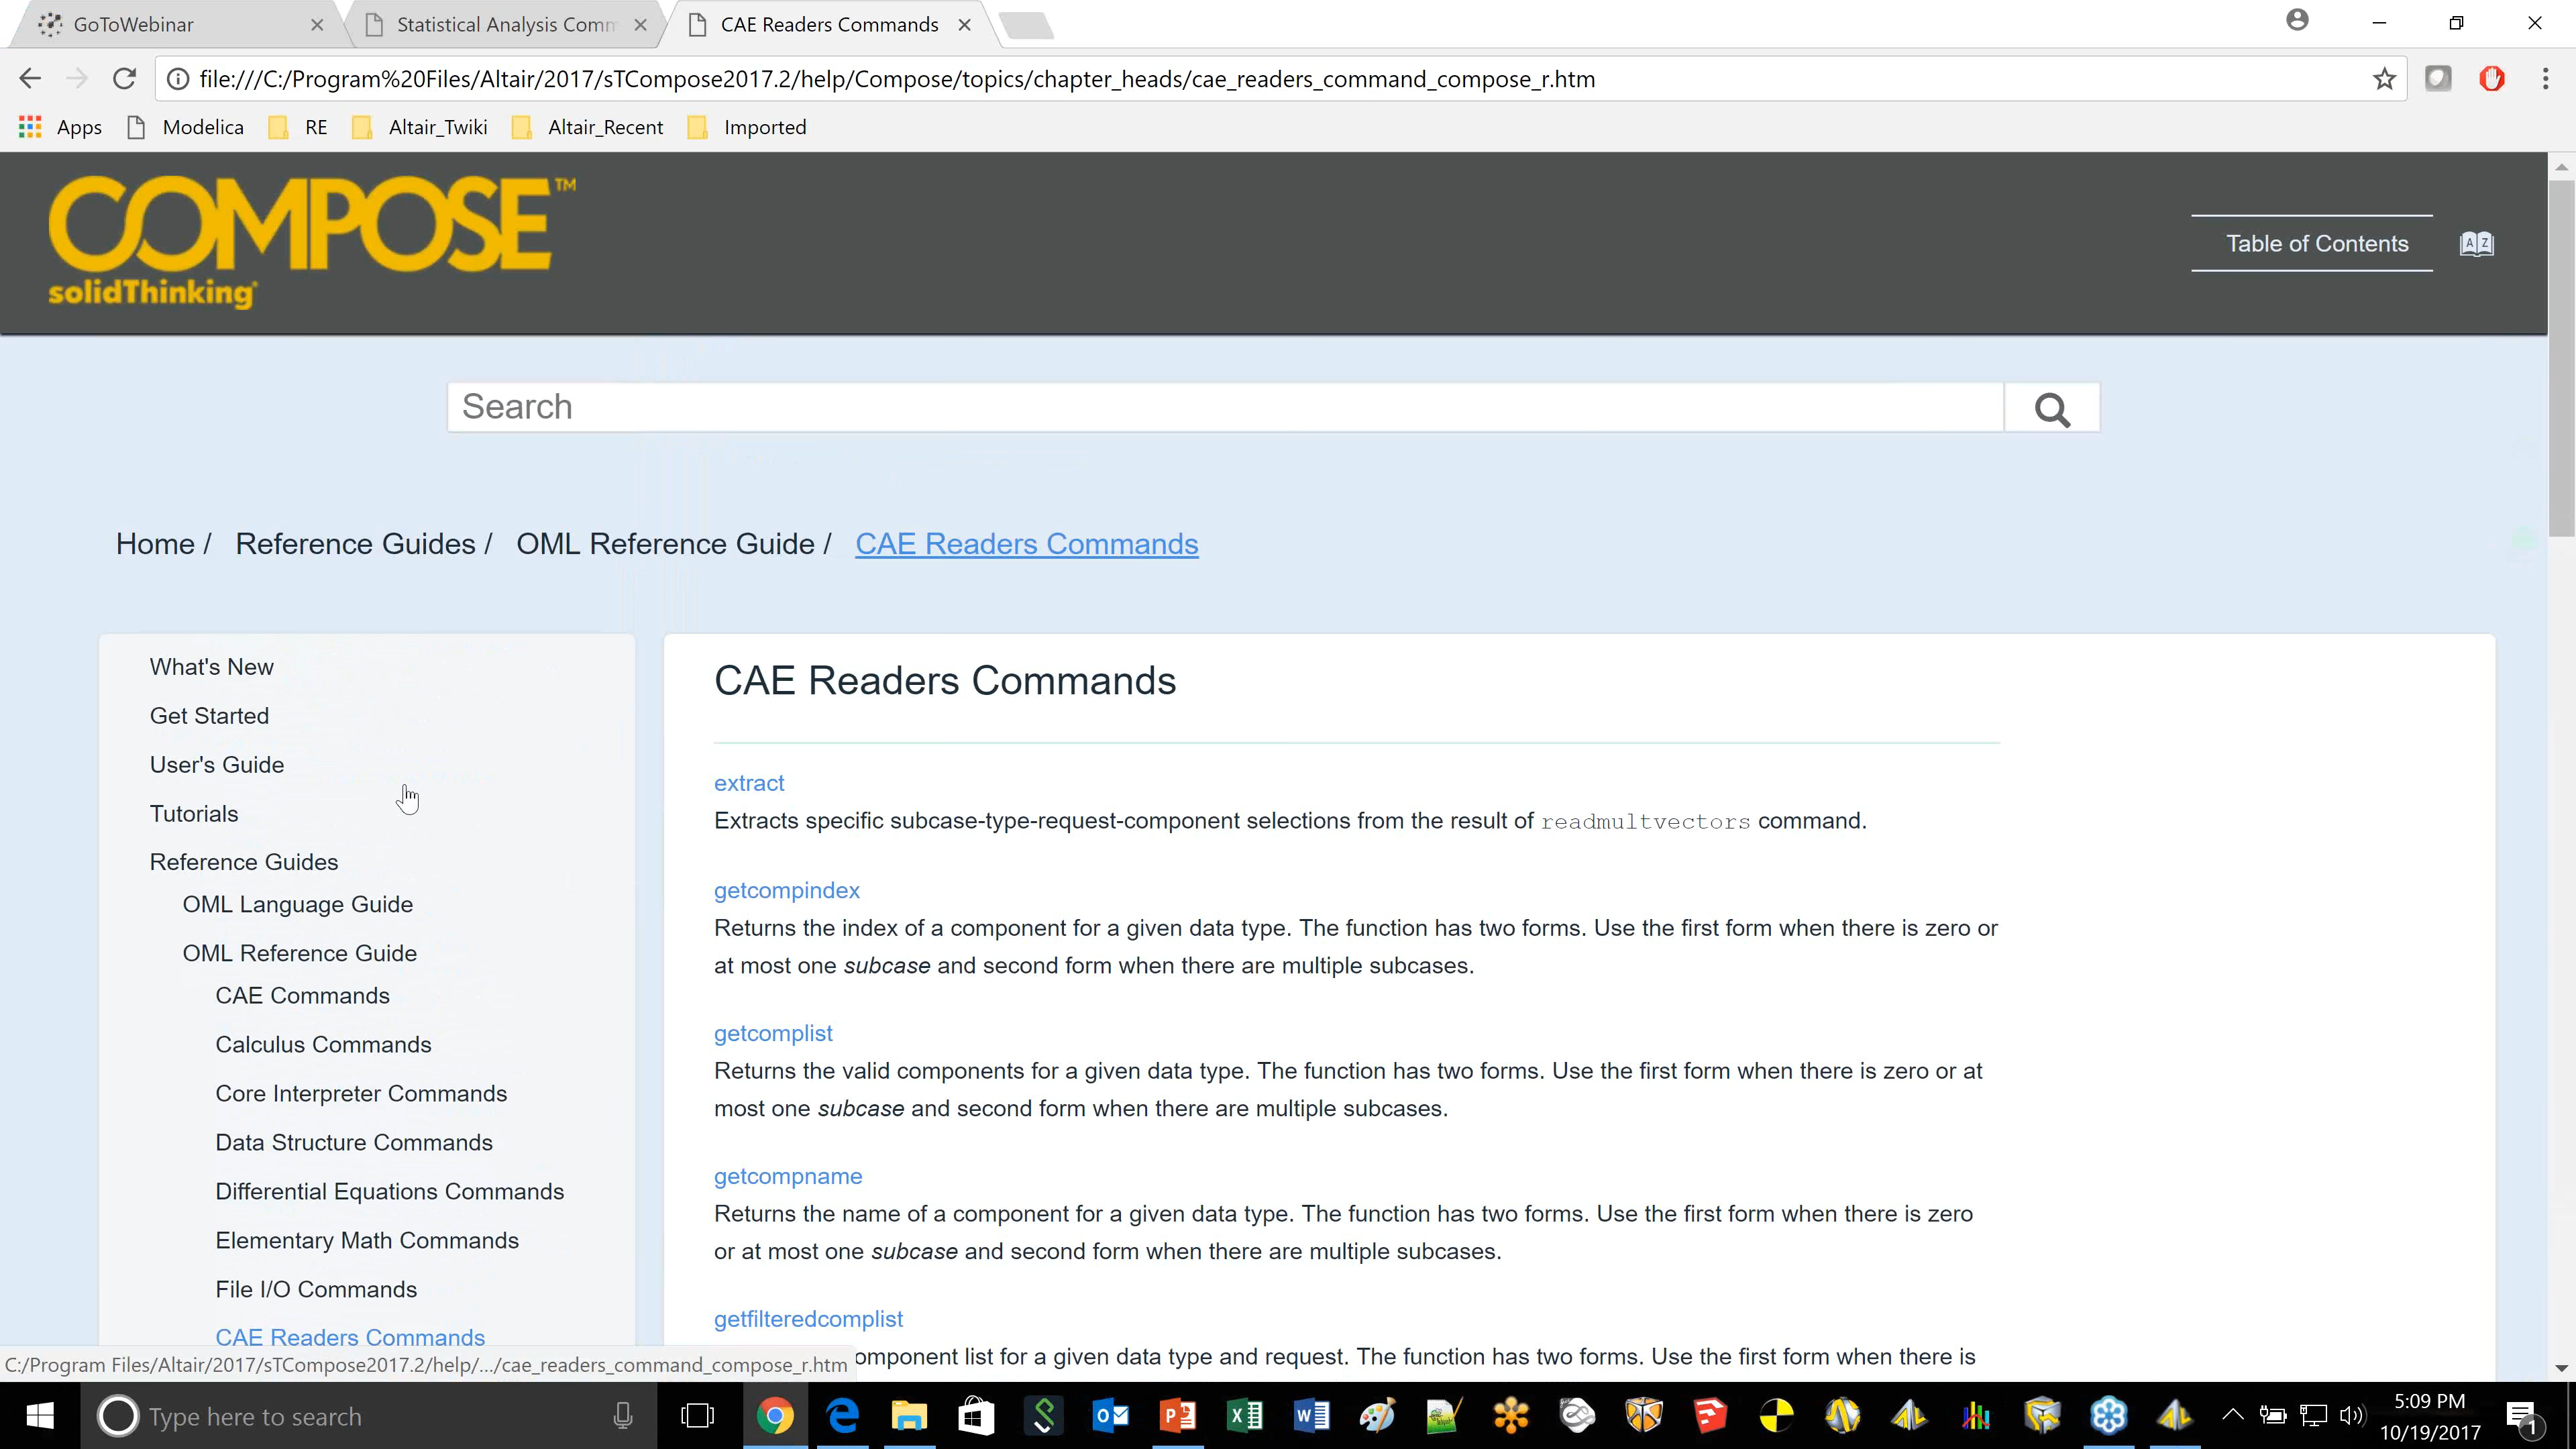 GoToWebinar
Statistical Analysis Comm
CAE Readers Commands
file:///C:/Program%20Files/Altair/2017/sTCompose2017.2/help/Compose/topics/chapter_heads/cae_readers_command_compose_r.htm
Apps Modelica RE Altair_Twiki Altair_Recent Imported
COMPOSE™
solidThinking
Table of Contents
A Z
Search
Home / Reference Guides / OML Reference Guide / CAE Readers Commands
What's New
Get Started
User's Guide
Tutorials
Reference Guides
OML Language Guide
OML Reference Guide
CAE Commands
Calculus Commands
Core Interpreter Commands
Data Structure Commands
Differential Equations Commands
Elementary Math Commands
File I/O Commands
CAE Readers Commands
CAE Readers Commands
extract
Extracts specific subcase-type-request-component selections from the result of readmultvectors command.
getcompindex
Returns the index of a component for a given data type. The function has two forms. Use the first form when there is zero or
at most one subcase and second form when there are multiple subcases.
getcomplist
Returns the valid components for a given data type. The function has two forms. Use the first form when there is zero or at
most one subcase and second form when there are multiple subcases.
getcompname
Returns the name of a component for a given data type. The function has two forms. Use the first form when there is zero
or at most one subcase and second form when there are multiple subcases.
getfilteredcomplist
omponent list for a given data type and request. The function has two forms. Use the first form when there is
C:/Program Files/Altair/2017/sTCompose2017.2/help/.../cae_readers_command_compose_r.htm
Type here to search
5:09 PM
10/19/2017
1